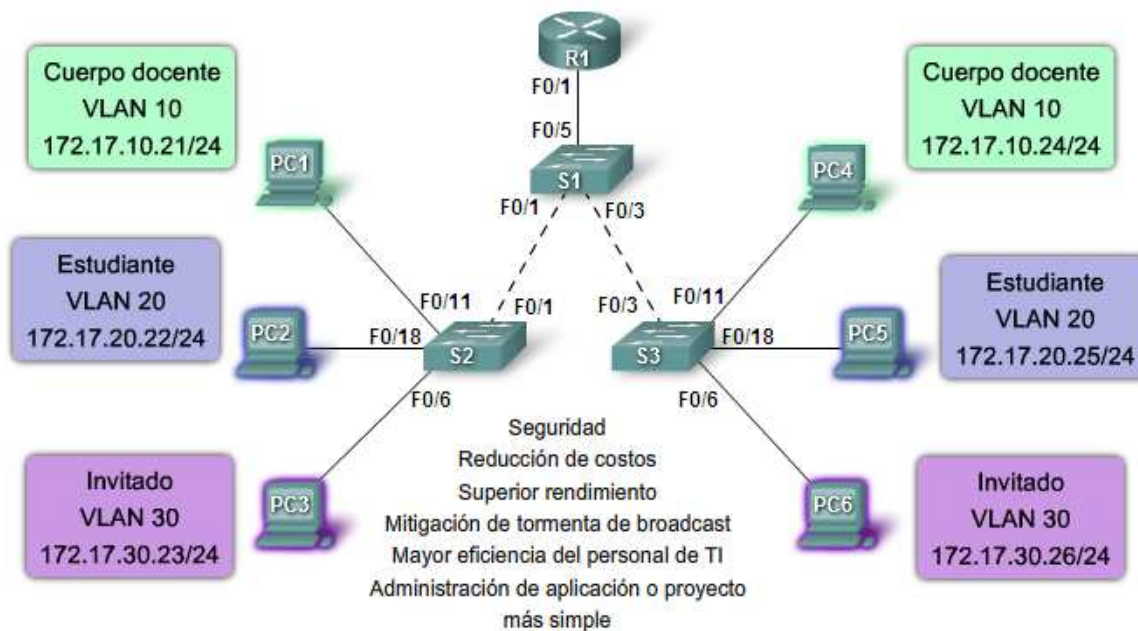 R1
F0/1
F0/5
S1
F0/1
F0/3
Cuerpo docente
VLAN 10
172.17.10.21/24
PC1
Cuerpo docente
VLAN 10
172.17.10.24/24
PC4
Estudiante
VLAN 20
172.17.20.22/24
PC2
F0/11
F0/1
F0/18
S2
F0/6
F0/3
F0/11
S3
F0/18
F0/6
PC5
Estudiante
VLAN 20
172.17.20.25/24
Invitado
VLAN 30
172.17.30.23/24
PC3
Seguridad
Reducción de costos
Superior rendimiento
Mitigación de tormenta de broadcast
Mayor eficiencia del personal de TI
Administración de aplicación o proyecto
más simple
PC6
Invitado
VLAN 30
172.17.30.26/24